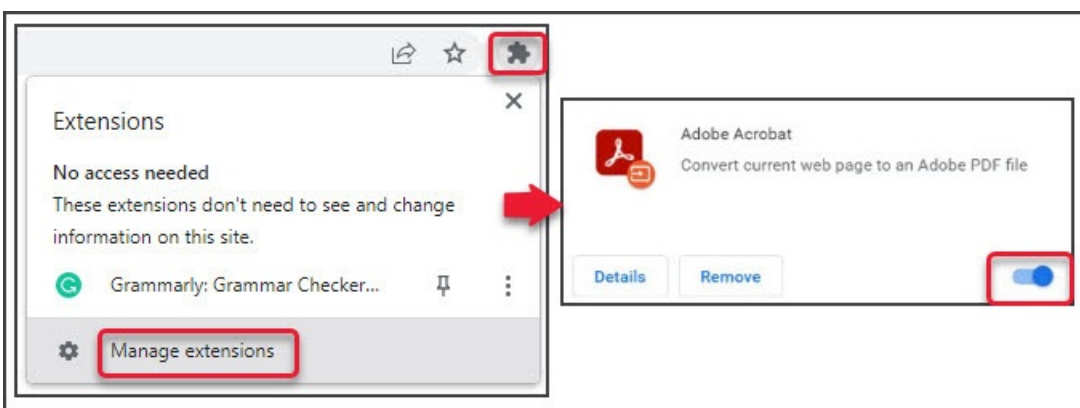 Extensions
No access needed
These extensions don't need to see and change
information on this site.
Grammarly: Grammar Checker...
Manage extensions
Adobe Acrobat
Convert current web page to an Adobe PDF file
Details
Remove